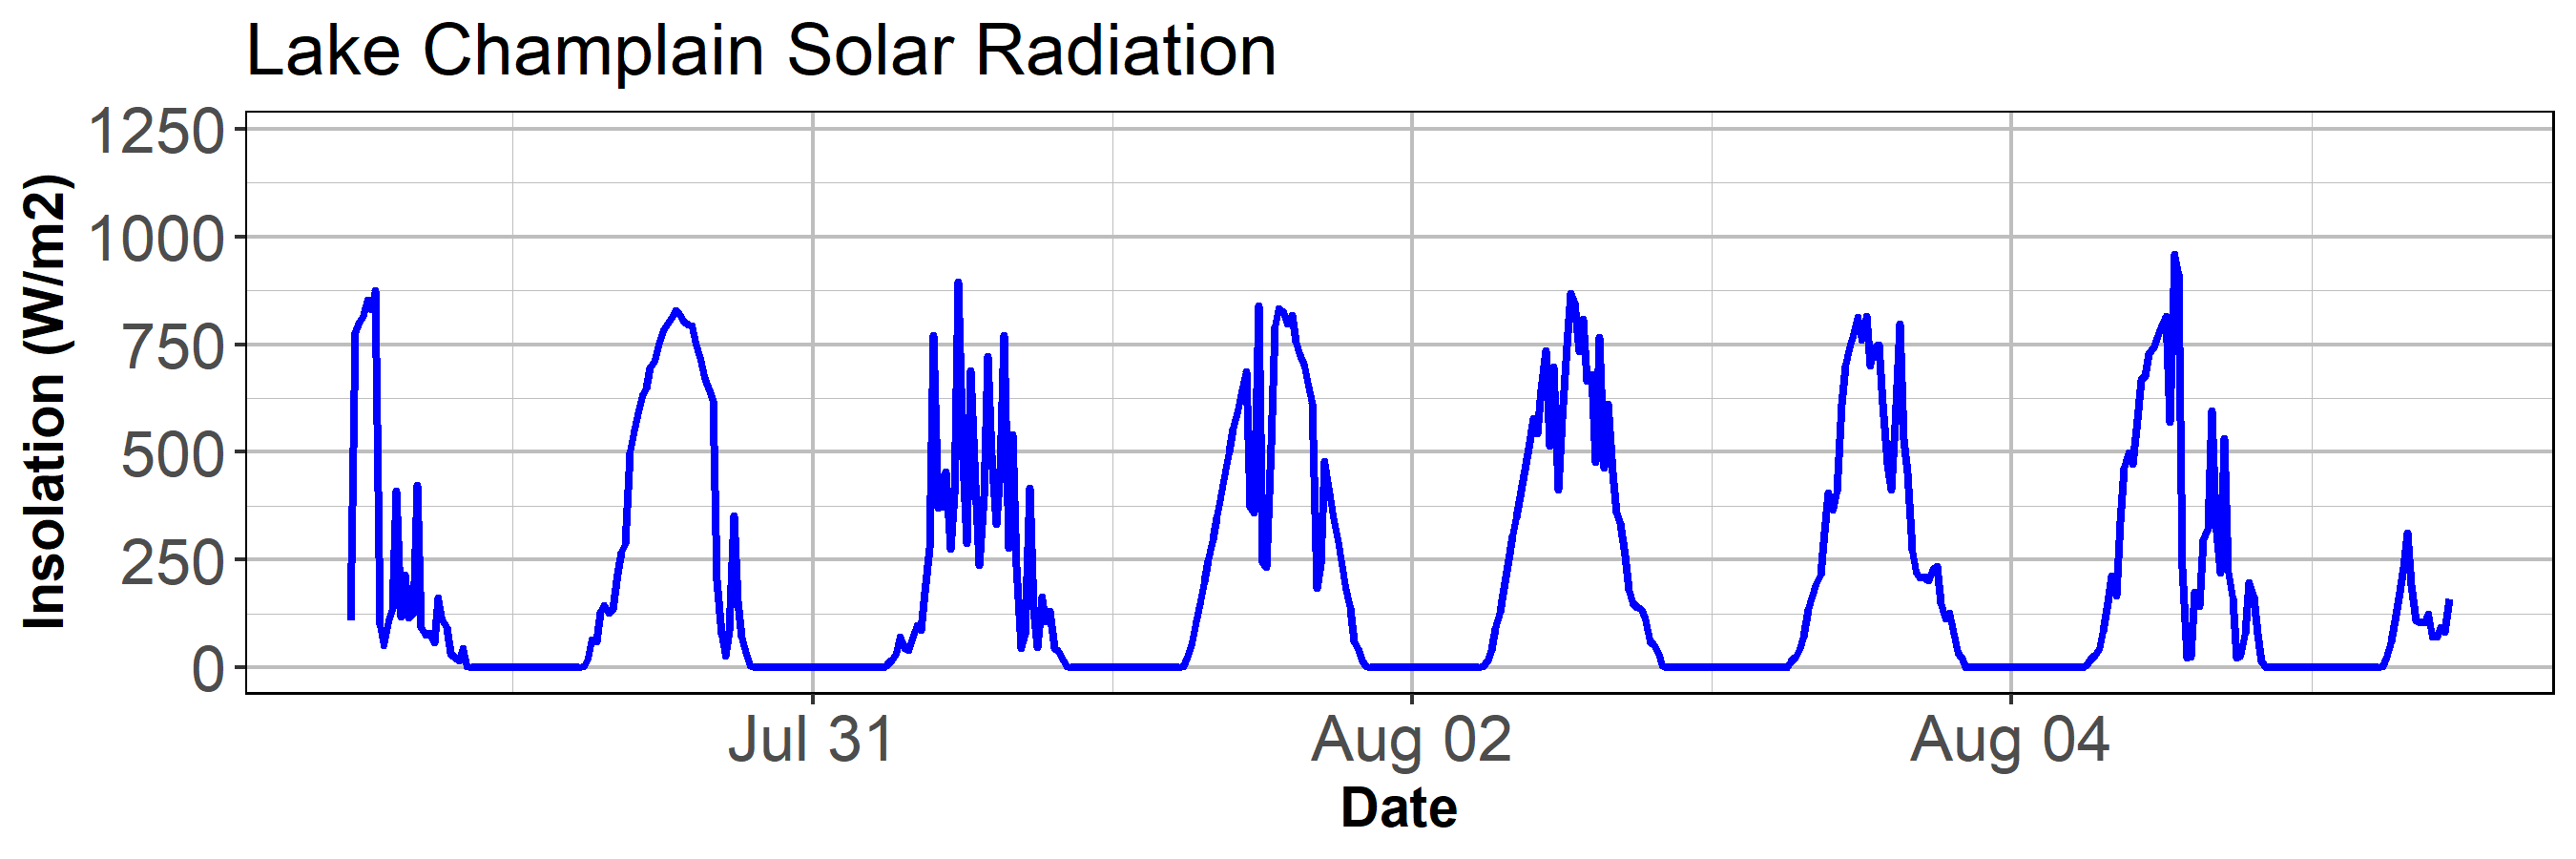 Lake Champlain Solar Radiation
Insolation (W/m2)
1250
1000
750
500
250
0
Jul 31
Aug 02
Aug 04
Date